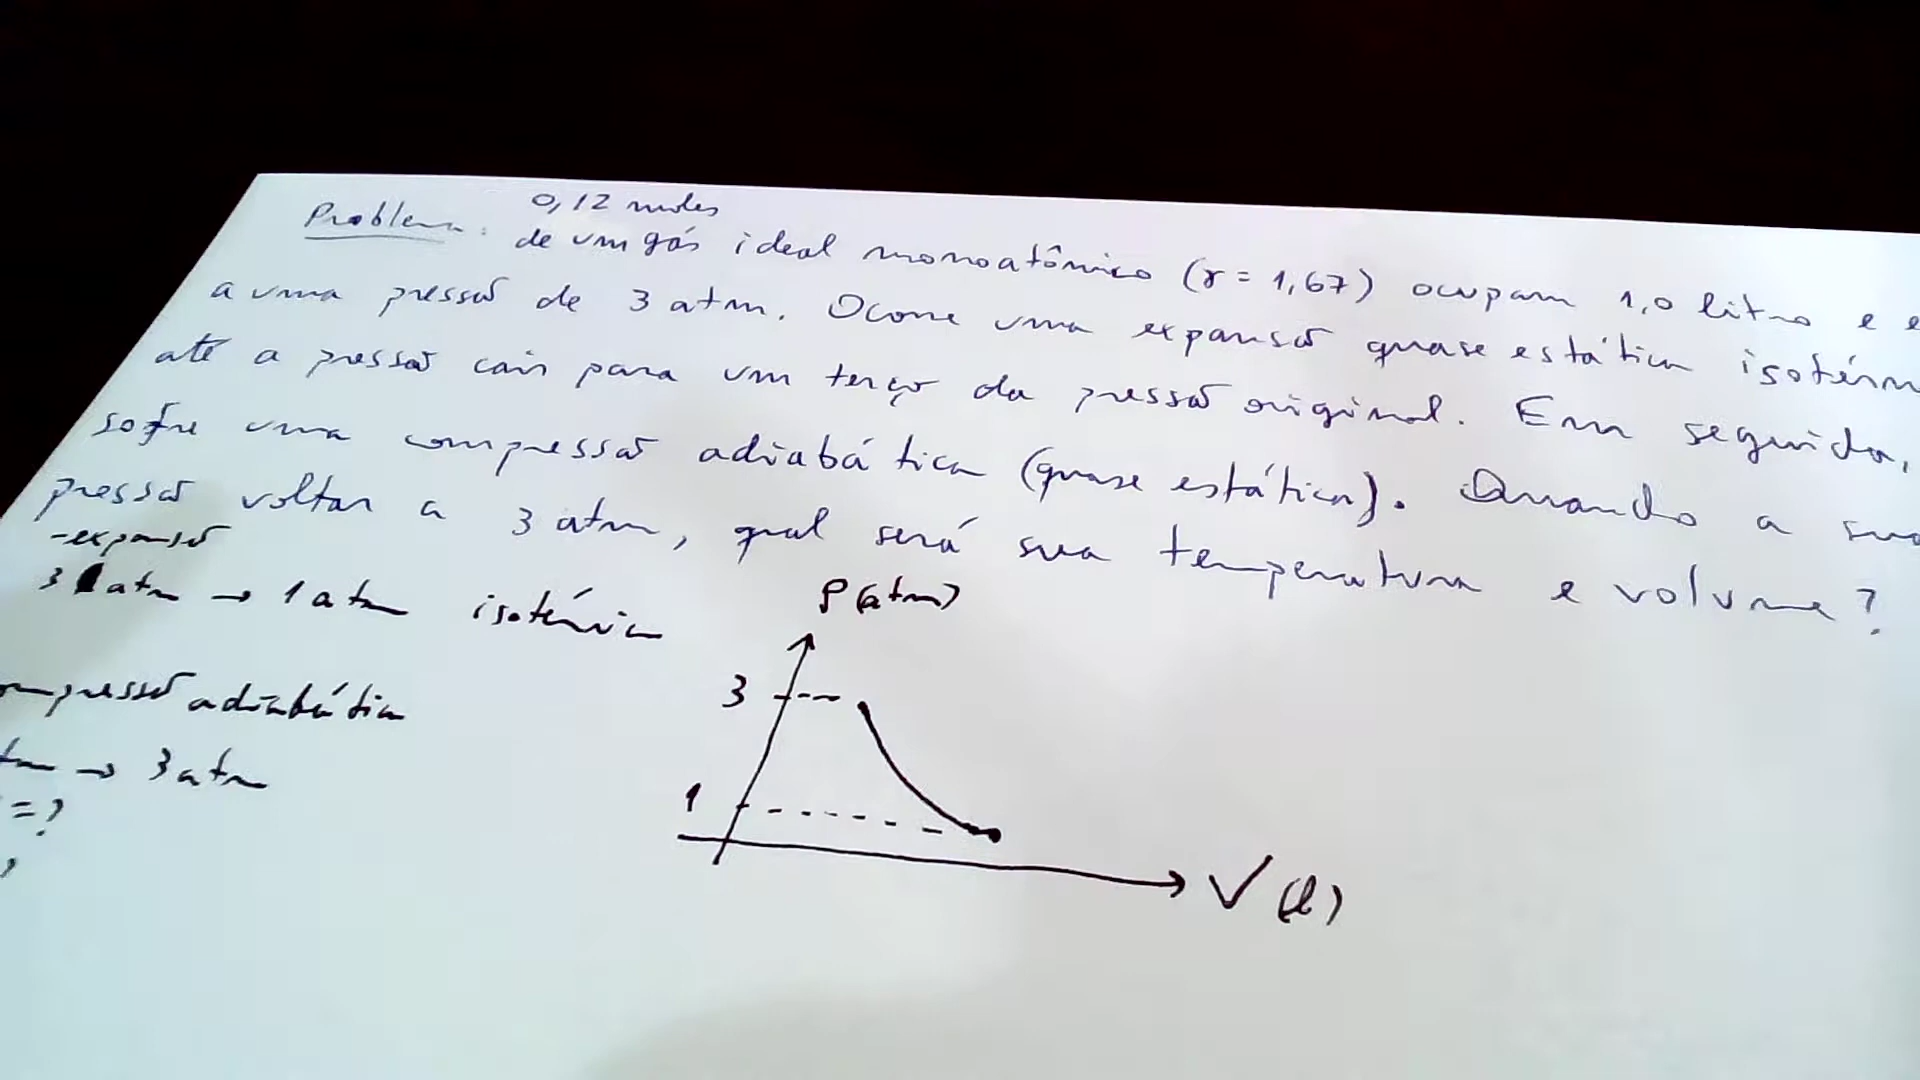 Problema: 0,12 moles
de um gás ideal monoatômico (γ = 1,67) ocupam 1,0 litro e e
a uma pressão de 3 atm. Ocorre uma expansão quase estática isotérm
até a pressão cair para um terço da pressão original. Em seguida,
sofre uma compressão adiabática (quase estática). Quando a sua
pressão voltar a 3 atm, qual será sua temperatura e volume?
- expansão
3 atm → 1 atm isotérmica
ompressão adiabática
tm → 3 atm
= ?
P (atm)
3
1
V (l)